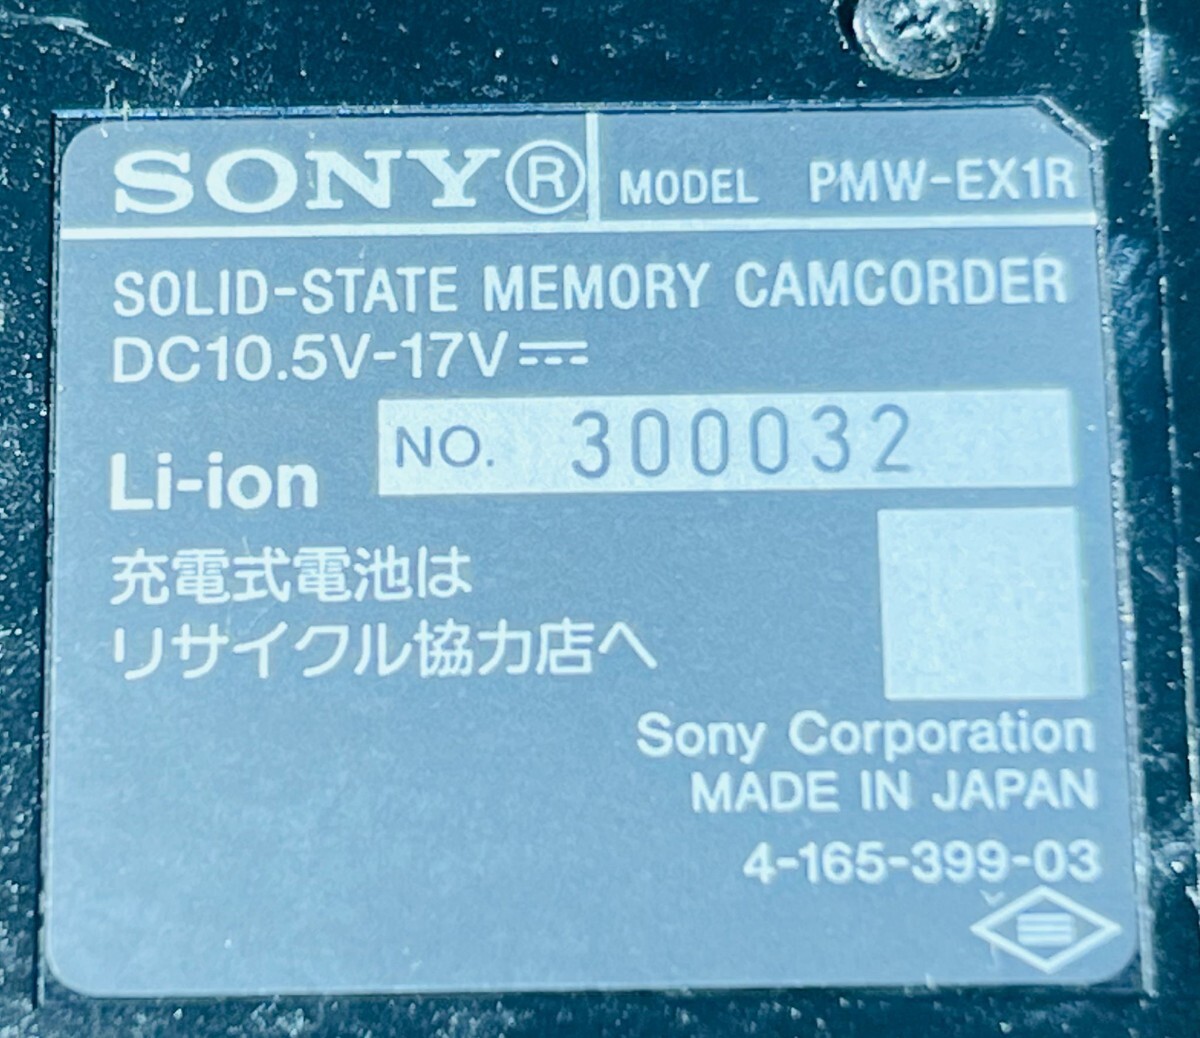 SONY® MODEL PMW-EX1R
SOLID-STATE MEMORY CAMCORDER
DC10.5V-17V⎓
NO. 300032
Li-ion
充電式電池は
リサイクル協力店へ
Sony Corporation
MADE IN JAPAN
4-165-399-03